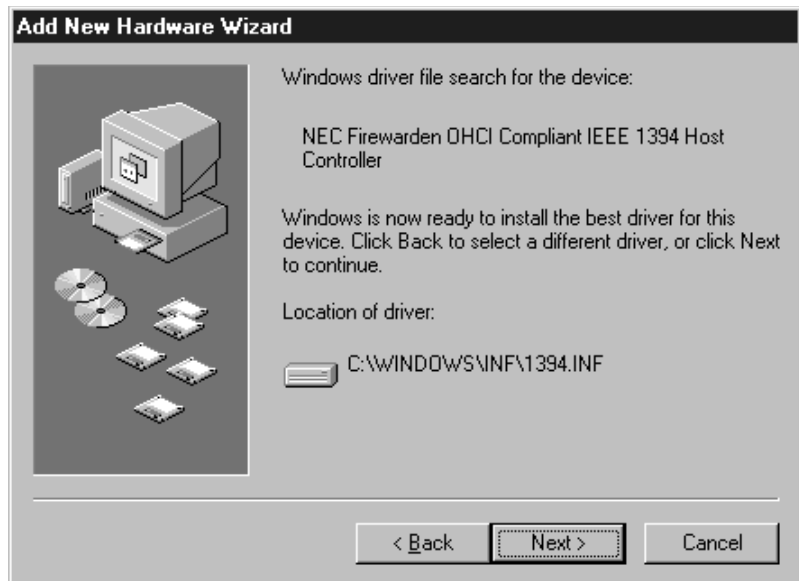 Add New Hardware Wizard
Windows driver file search for the device:
NEC Firewarden OHCI Compliant IEEE 1394 Host
Controller
Windows is now ready to install the best driver for this
device. Click Back to select a different driver, or click Next
to continue.
Location of driver:
C:\WINDOWS\INF\1394.INF
< Back
Next >
Cancel